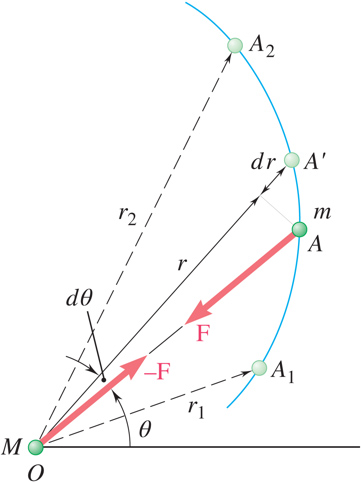 A₂
dr
A′
m
r₂
r
A
dθ
F
–F
A₁
r₁
θ
M
O